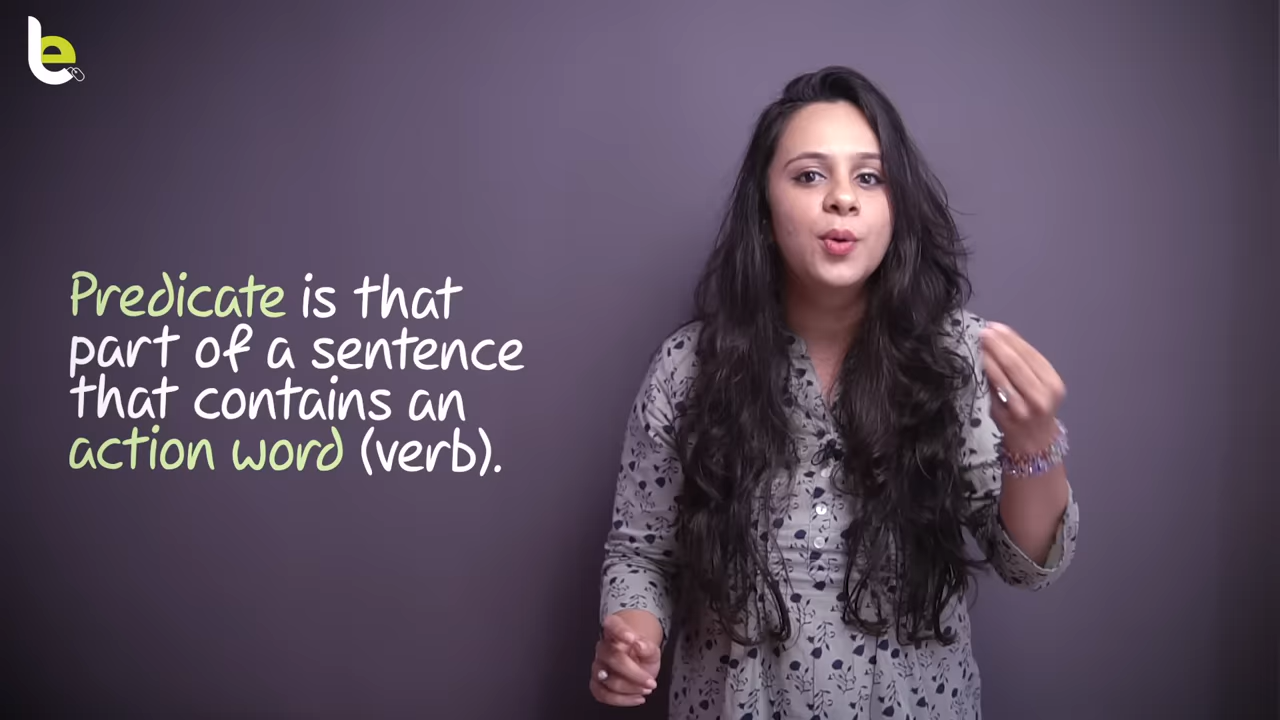 Predicate is that
part of a sentence
that contains an
action word (verb).